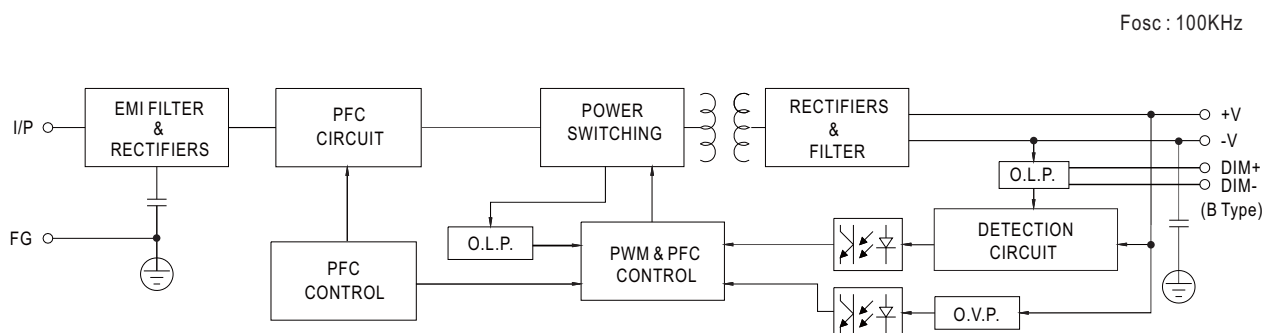 Fosc : 100KHz
I/P
EMI FILTER
&
RECTIFIERS
PFC
CIRCUIT
POWER
SWITCHING
RECTIFIERS
&
FILTER
+V
-V
DIM+
DIM-
(B Type)
O.L.P.
FG
O.L.P.
PFC
CONTROL
PWM & PFC
CONTROL
DETECTION
CIRCUIT
O.V.P.